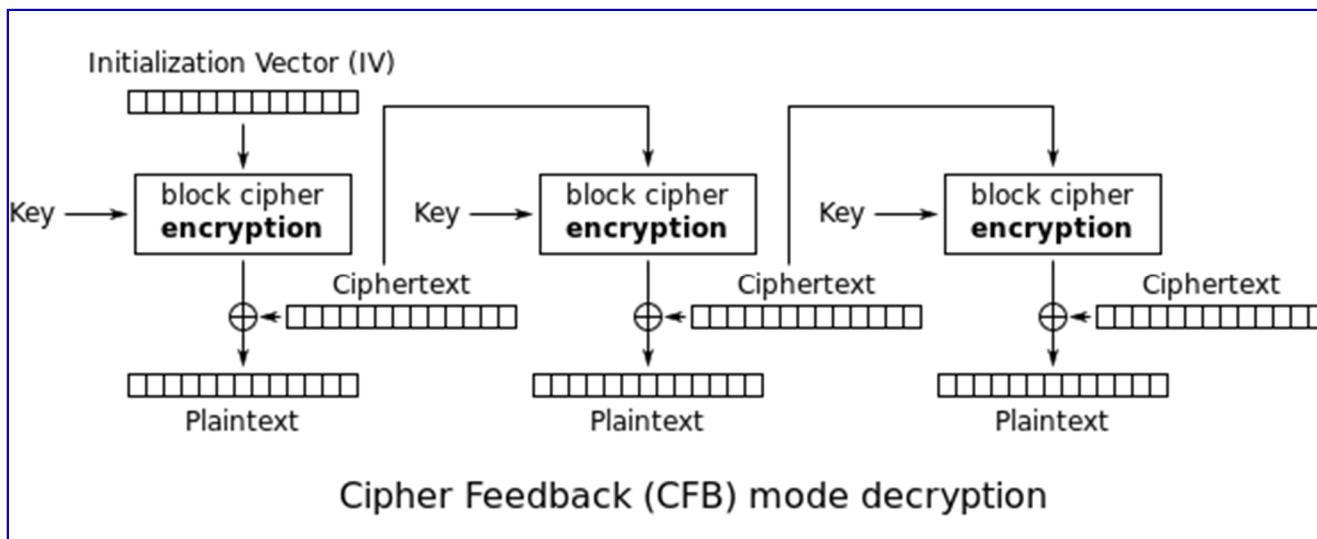 Initialization Vector (IV)
Key
block cipher
encryption
Key
block cipher
encryption
Key
block cipher
encryption
Ciphertext
Ciphertext
Ciphertext
Plaintext
Plaintext
Plaintext
Cipher Feedback (CFB) mode decryption